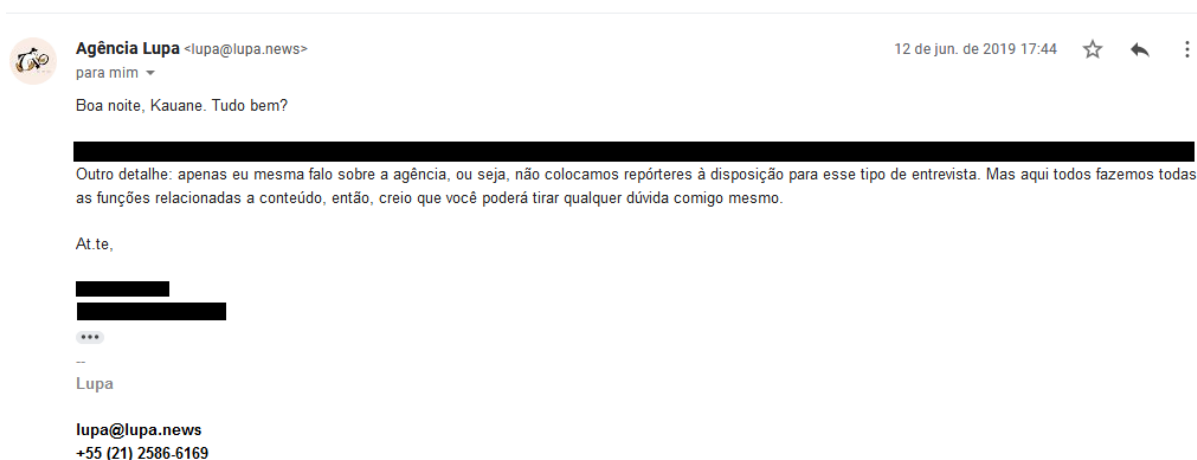 Agência Lupa <lupa@lupa.news>
12 de jun. de 2019 17:44
para mim
Boa noite, Kauane. Tudo bem?
Outro detalhe: apenas eu mesma falo sobre a agência, ou seja, não colocamos repórteres à disposição para esse tipo de entrevista. Mas aqui todos fazemos todas
as funções relacionadas a conteúdo, então, creio que você poderá tirar qualquer dúvida comigo mesmo.
At.te,
--
Lupa
lupa@lupa.news
+55 (21) 2586-6169